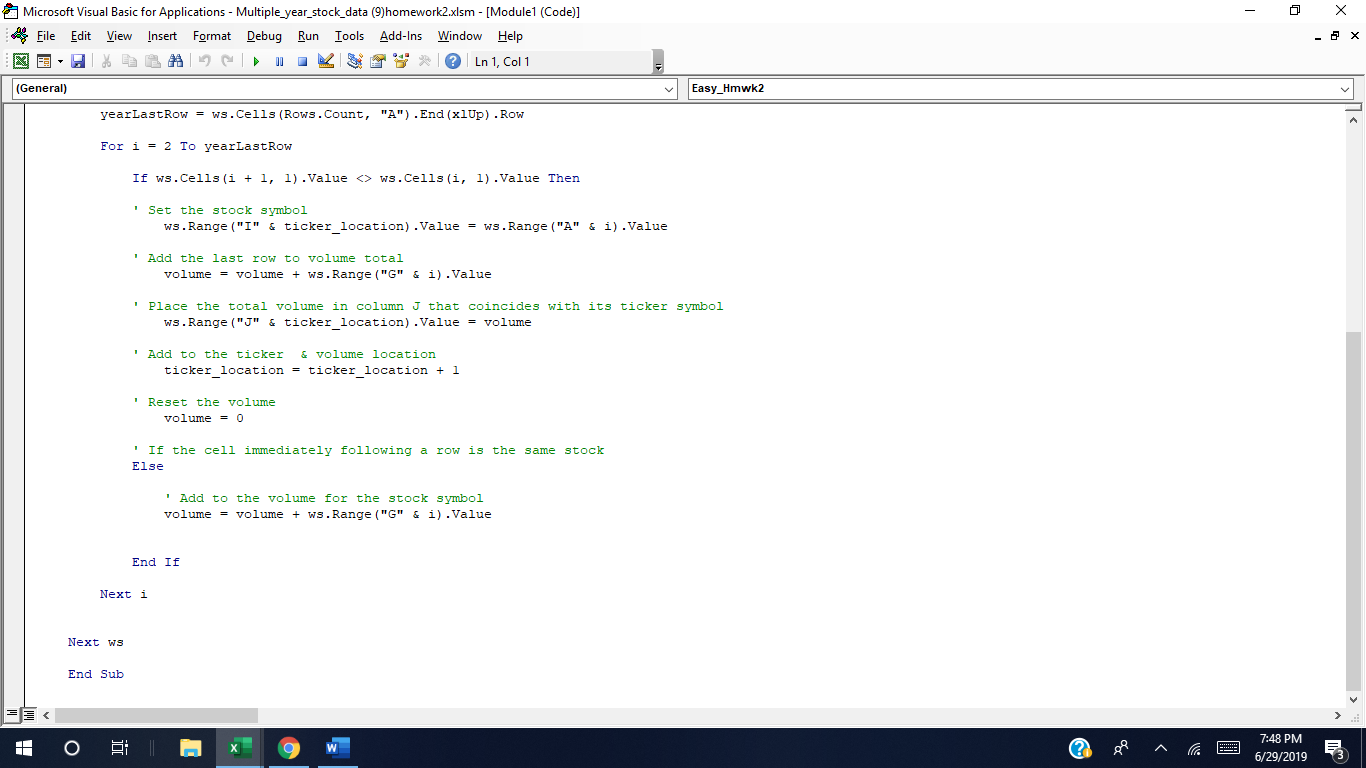 Microsoft Visual Basic for Applications - Multiple_year_stock_data (9)homework2.xlsm - [Module1 (Code)]
File Edit View Insert Format Debug Run Tools Add-Ins Window Help
Ln 1, Col 1
(General) Easy_Hmwk2
yearLastRow = ws.Cells(Rows.Count, "A").End(xlUp).Row
For i = 2 To yearLastRow
If ws.Cells(i + 1, 1).Value <> ws.Cells(i, 1).Value Then
' Set the stock symbol
ws.Range("I" & ticker_location).Value = ws.Range("A" & i).Value
' Add the last row to volume total
volume = volume + ws.Range("G" & i).Value
' Place the total volume in column J that coincides with its ticker symbol
ws.Range("J" & ticker_location).Value = volume
' Add to the ticker  & volume location
ticker_location = ticker_location + 1
' Reset the volume
volume = 0
' If the cell immediately following a row is the same stock
Else
' Add to the volume for the stock symbol
volume = volume + ws.Range("G" & i).Value
End If
Next i
Next ws
End Sub
7:48 PM
6/29/2019
3